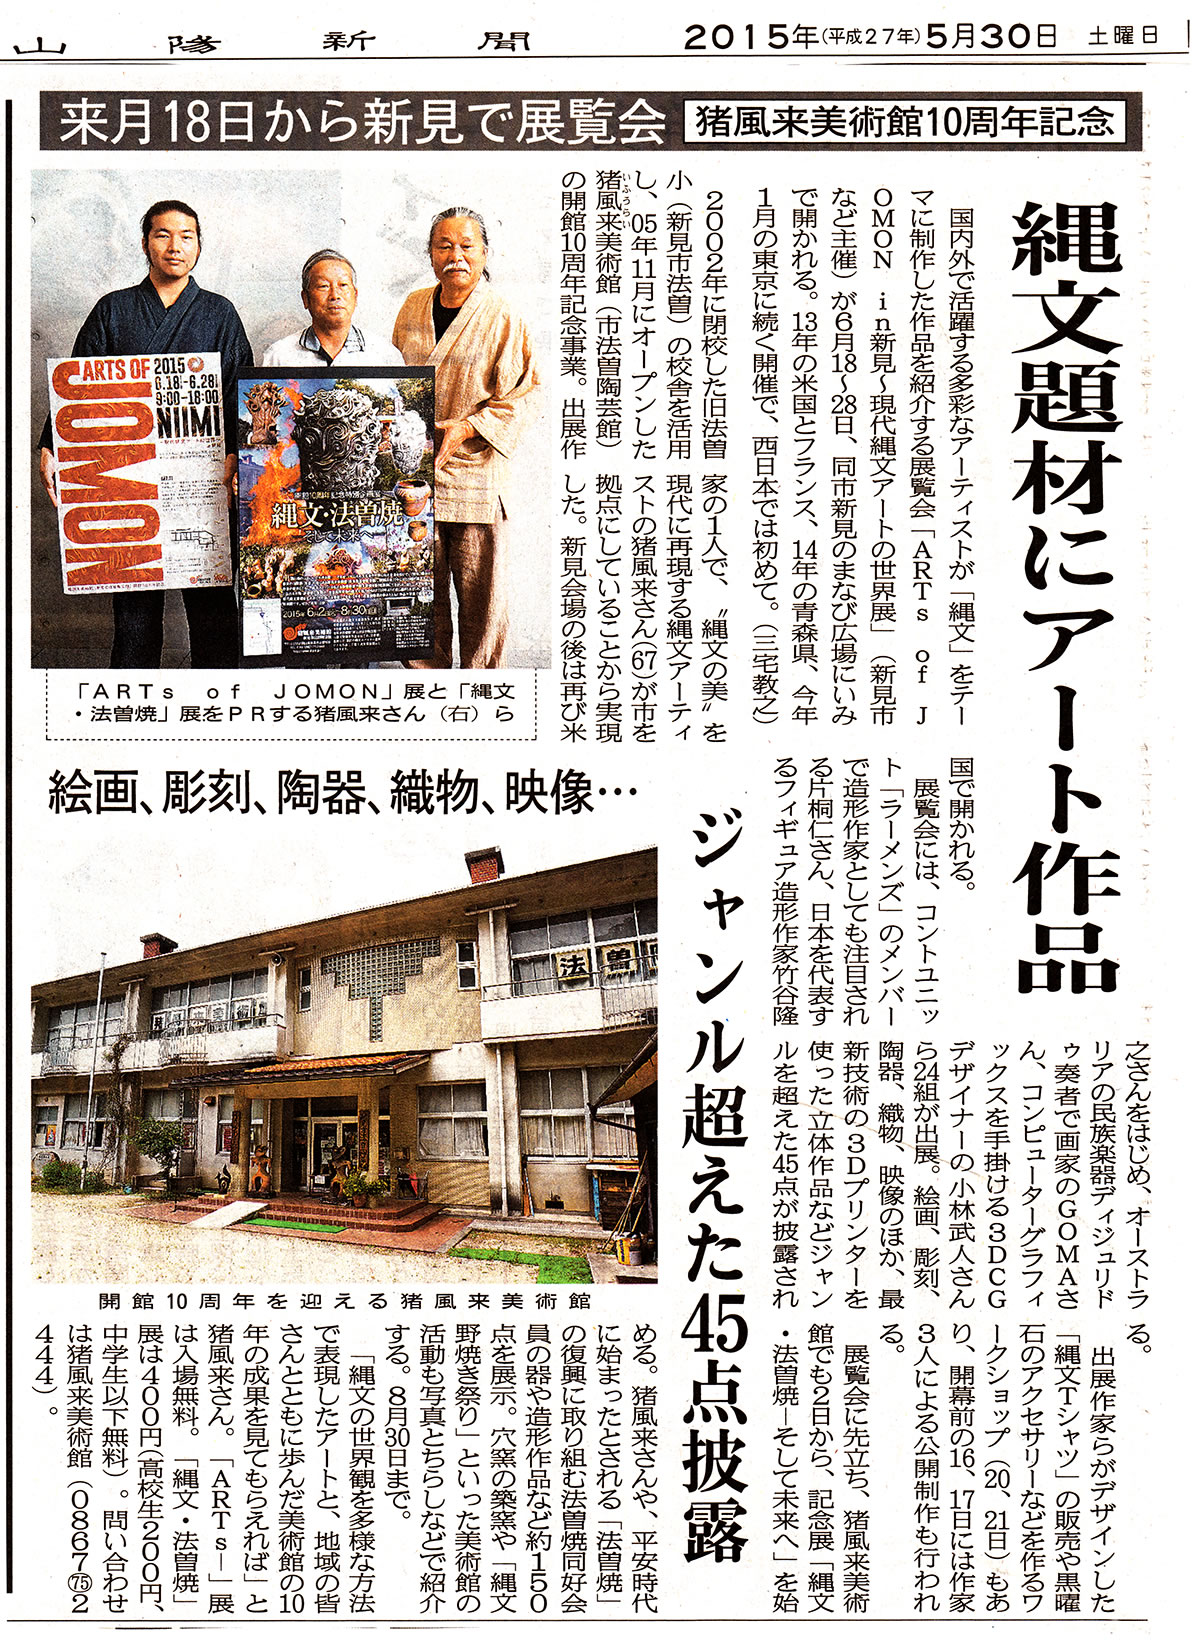 山陽新聞
2015年(平成27年)5月30日 土曜日
来月18日から新見で展覧会
猪風来美術館10周年記念
縄文題材にアート作品
国内外で活躍する多彩なアーティストが「縄文」をテー
マに制作した作品を紹介する展覧会「ARTs of J
OMON in新見〜現代縄文アートの世界展」(新見市
など主催)が6月18〜28日、同市新見のまなび広場にいみ
で開かれる。13年の米国とフランス、14年の青森県、今年
1月の東京に続く開催で、西日本では初めて。(三宅教之)
2002年に閉校した旧法曽
小(新見市法曽)の校舎を活用
し、05年11月にオープンした
猪風来美術館(市法曽陶芸館)
いふうらい
の開館10周年記念事業。出展作
家の1人で、〝縄文の美〟を
現代に再現する縄文アーティ
ストの猪風来さん(67)が市を
拠点にしていることから実現
した。新見会場の後は再び米
国で開かれる。
展覧会には、コントユニッ
ト「ラーメンズ」のメンバー
で造形作家としても注目され
る片桐仁さん、日本を代表す
るフィギュア造形作家竹谷隆
之さんをはじめ、オーストラ
リアの民族楽器ディジュリド
ゥ奏者で画家のGOMAさ
ん、コンピューターグラフィ
ックスを手掛ける3DCG
デザイナーの小林武人さん
ら24組が出展。絵画、彫刻、
陶器、織物、映像のほか、最
新技術の3Dプリンターを
使った立体作品などジャン
ルを超えた45点が披露され
る。
出展作家らがデザインした
「縄文Tシャツ」の販売や黒曜
石のアクセサリーなどを作るワ
ークショップ(20、21日)もあ
り、開幕前の16、17日には作家
3人による公開制作も行われ
る。
展覧会に先立ち、猪風来美術
館でも2日から、記念展「縄文
・法曽焼―そして未来へ」を始
める。猪風来さんや、平安時代
に始まったとされる「法曽焼」
の復興に取り組む法曽焼同好会
員の器や造形作品など約150
点を展示。穴窯の築窯や「縄文
野焼き祭り」といった美術館の
活動も写真とちらしなどで紹介
する。8月30日まで。
「縄文の世界観を多様な方法
で表現したアートと、地域の皆
さんとともに歩んだ美術館の10
年の成果を見てもらえれば」と
猪風来さん。「ARTs―」展
は入場無料。「縄文・法曽焼」
展は400円(高校生200円、
中学生以下無料)。問い合わせ
は猪風来美術館(0867㊆2
444)。
ジャンル超えた45点披露
絵画、彫刻、陶器、織物、映像…
「ARTs of JOMON」展と「縄文
・法曽焼」展をPRする猪風来さん(右)ら
開館10周年を迎える猪風来美術館
ARTS OF
JOMON
2015
6.18-6.28
9:00-18:00
NIIMI
縄文・法曽焼
そして未来へ
2015年 6.2-8.30
猪風来美術館
法曽